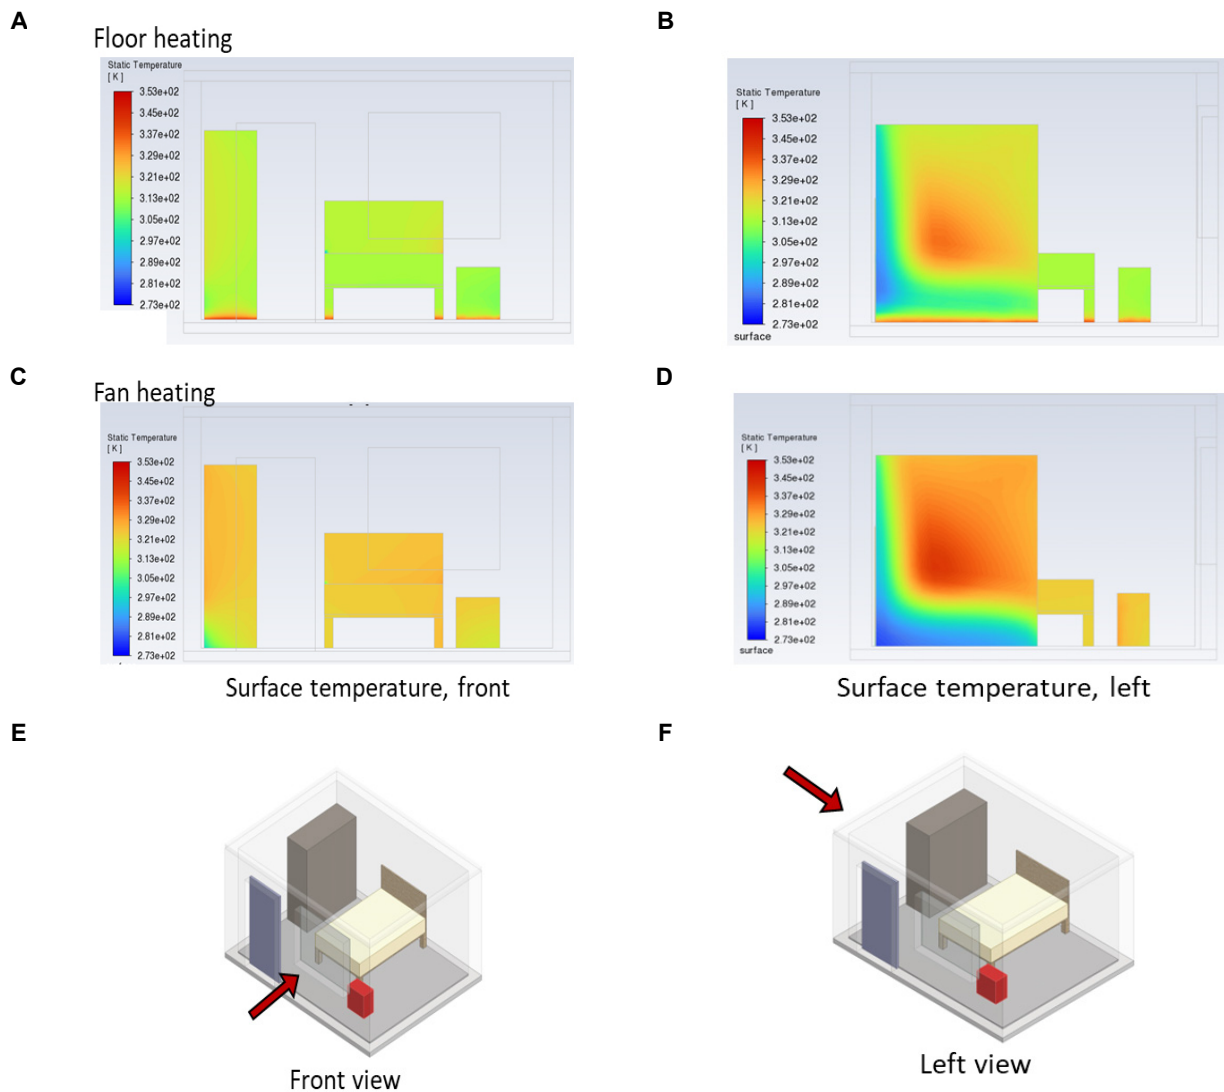 A
B
Floor heating
Static Temperature
[ K ]
3.53e+02
3.45e+02
3.37e+02
3.29e+02
3.21e+02
3.13e+02
3.05e+02
2.97e+02
2.89e+02
2.81e+02
2.73e+02
Static Temperature
[ K ]
3.53e+02
3.45e+02
3.37e+02
3.29e+02
3.21e+02
3.13e+02
3.05e+02
2.97e+02
2.89e+02
2.81e+02
2.73e+02
surface
C
D
Fan heating
Static Temperature
[ K ]
3.53e+02
3.45e+02
3.37e+02
3.29e+02
3.21e+02
3.13e+02
3.05e+02
2.97e+02
2.89e+02
2.81e+02
2.73e+02
Static Temperature
[ K ]
3.53e+02
3.45e+02
3.37e+02
3.29e+02
3.21e+02
3.13e+02
3.05e+02
2.97e+02
2.89e+02
2.81e+02
2.73e+02
surface
Surface temperature, front
Surface temperature, left
E
F
Front view
Left view